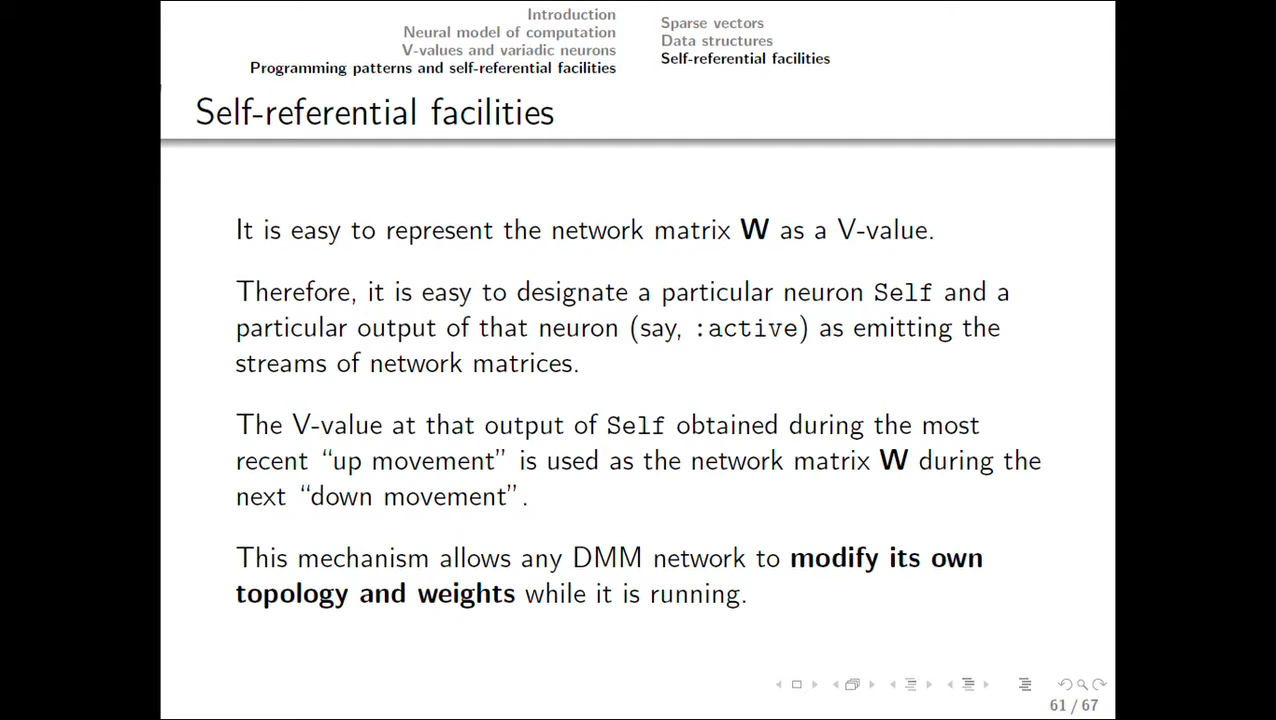 Introduction
Neural model of computation
V-values and variadic neurons
Programming patterns and self-referential facilities
Sparse vectors
Data structures
Self-referential facilities
Self-referential facilities
It is easy to represent the network matrix W as a V-value.
Therefore, it is easy to designate a particular neuron Self and a
particular output of that neuron (say, :active) as emitting the
streams of network matrices.
The V-value at that output of Self obtained during the most
recent “up movement” is used as the network matrix W during the
next “down movement”.
This mechanism allows any DMM network to modify its own
topology and weights while it is running.
61 / 67